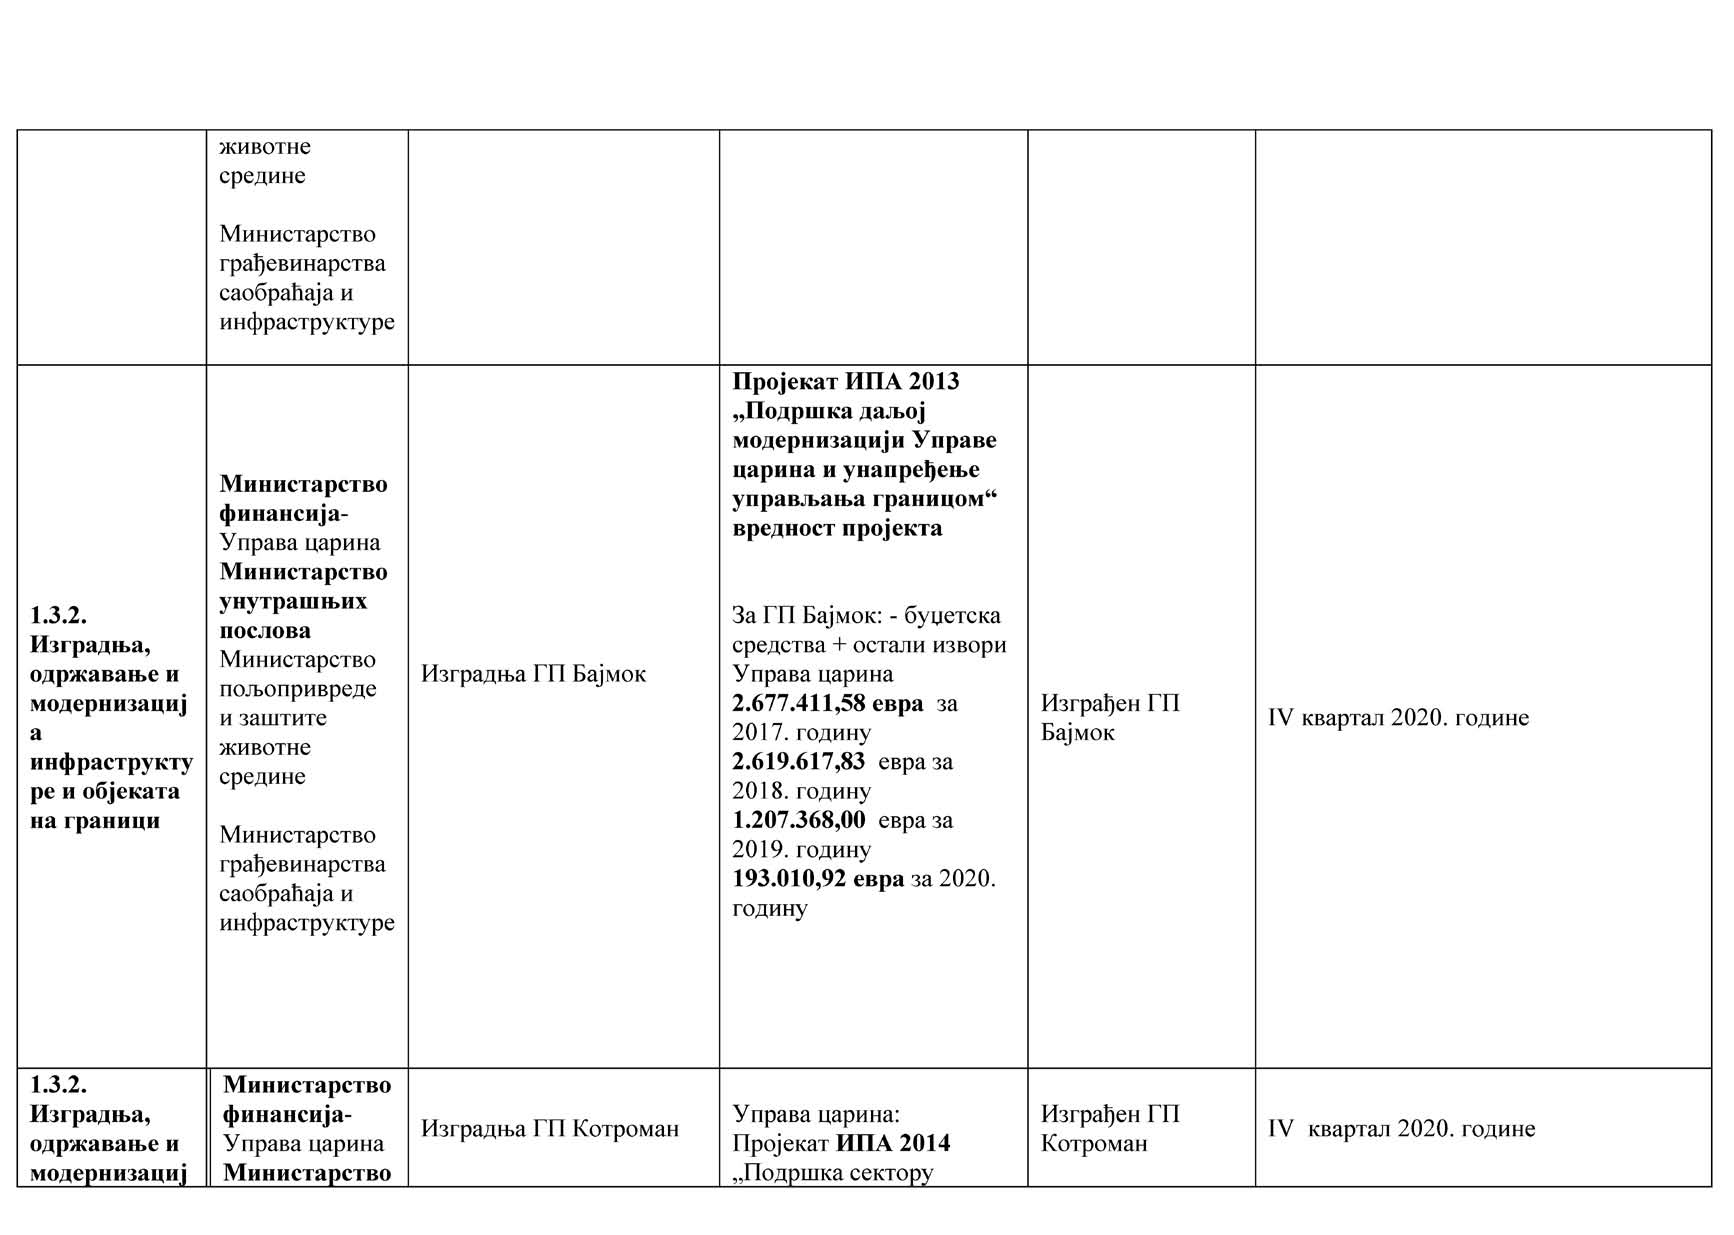 животне
средине
Министарство
грађевинарства
саобраћаја и
инфраструктуре
1.3.2.
Изградња,
одржавање и
модернизациј
а
инфраструкту
ре и објеката
на граници
Министарство
финансија-
Управа царина
Министарство
унутрашњих
послова
Министарство
пољопривреде
и заштите
животне
средине
Министарство
грађевинарства
саобраћаја и
инфраструктуре
Изградња ГП Бајмок
Пројекат ИПА 2013
„Подршка даљој
модернизацији Управе
царина и унапређење
управљања границом“
вредност пројекта
За ГП Бајмок: - буџетска
средства + остали извори
Управа царина
2.677.411,58 евра за
2017. годину
2.619.617,83 евра за
2018. годину
1.207.368,00 евра за
2019. годину
193.010,92 евра за 2020.
годину
Изграђен ГП
Бајмок
IV квартал 2020. године
1.3.2.
Изградња,
одржавање и
модернизациј
Министарство
финансија-
Управа царина
Министарство
Изградња ГП Котроман
Управа царина:
Пројекат ИПА 2014
„Подршка сектору
Изграђен ГП
Котроман
IV квартал 2020. године